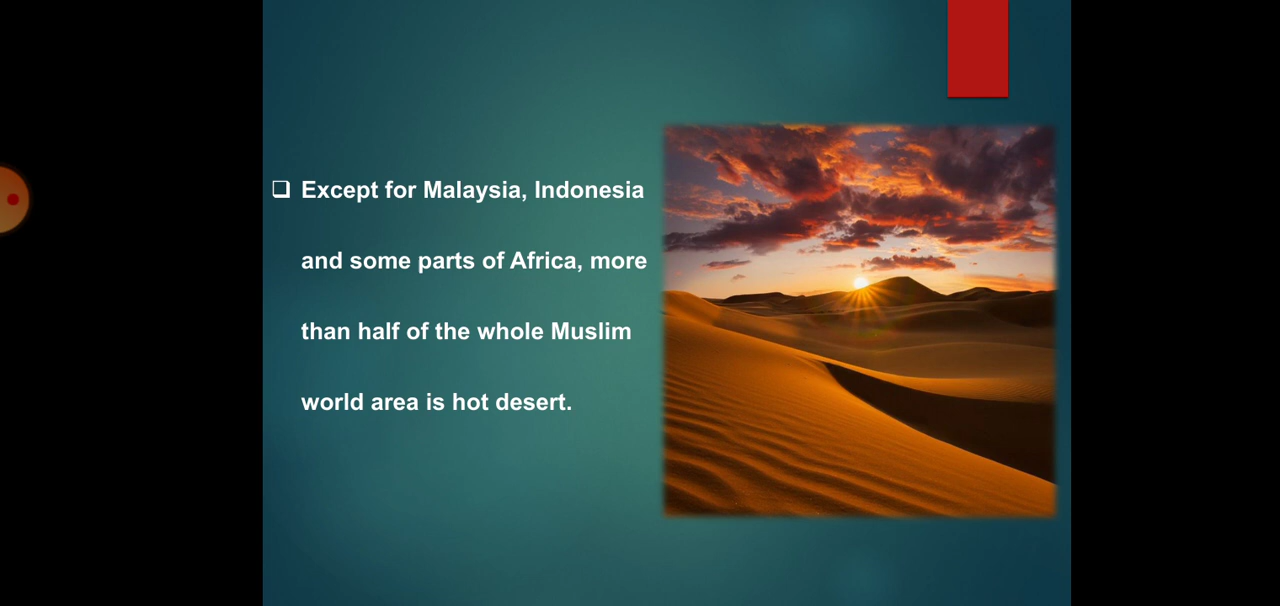 ❑ Except for Malaysia, Indonesia
and some parts of Africa, more
than half of the whole Muslim
world area is hot desert.